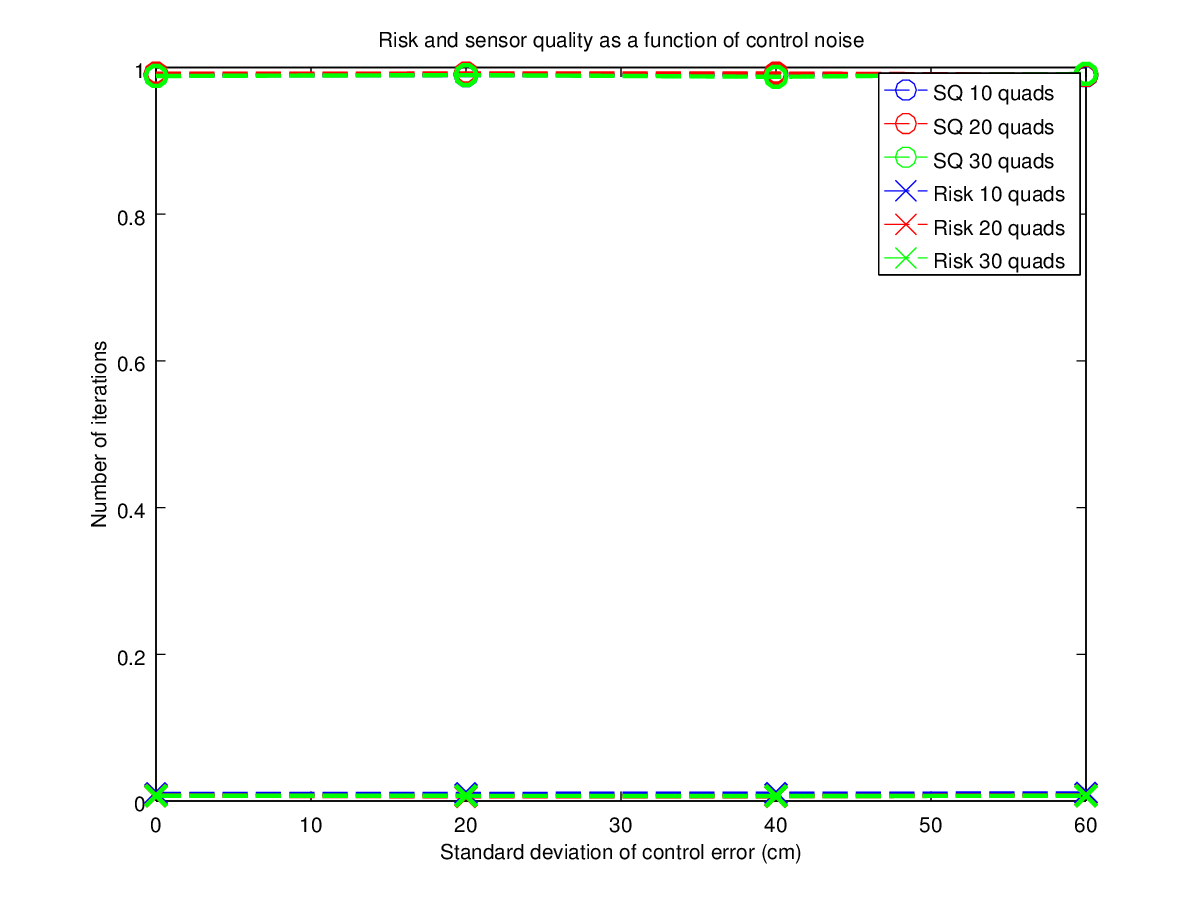 Risk and sensor quality as a function of control noise
1
0.8
0.6
0.4
0.2
0
Number of iterations
SQ 10 quads
SQ 20 quads
SQ 30 quads
Risk 10 quads
Risk 20 quads
Risk 30 quads
0 10 20 30 40 50 60
Standard deviation of control error (cm)